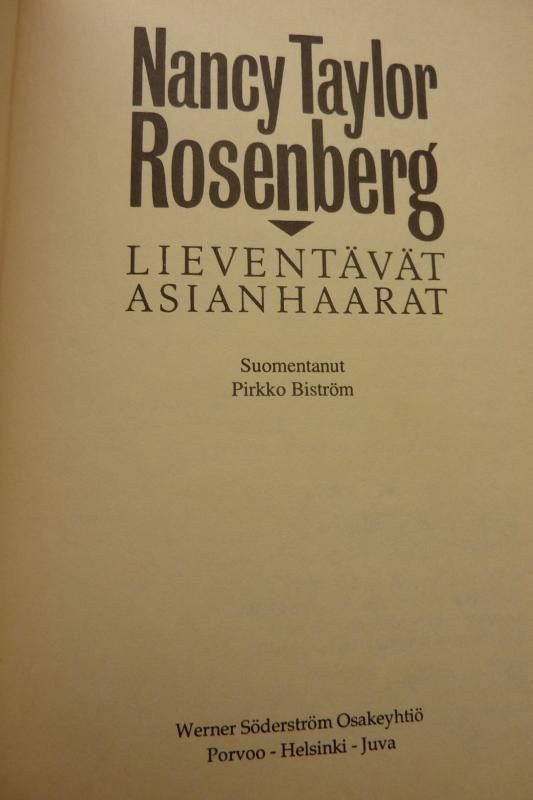 Nancy Taylor
Rosenberg
LIEVENTÄVÄT
ASIANHAARAT
Suomentanut
Pirkko Biström
Werner Söderström Osakeyhtiö
Porvoo - Helsinki - Juva